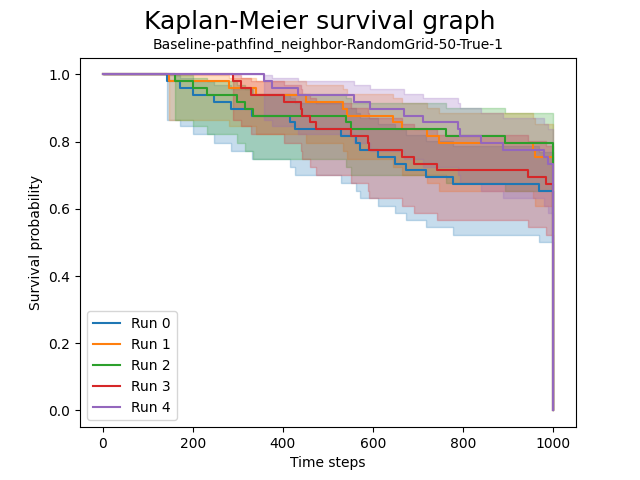 Kaplan-Meier survival graph
Baseline-pathfind_neighbor-RandomGrid-50-True-1
Survival probability
1.0
0.8
0.6
0.4
0.2
0.0
Run 0
Run 1
Run 2
Run 3
Run 4
0 200 400 600 800 1000
Time steps